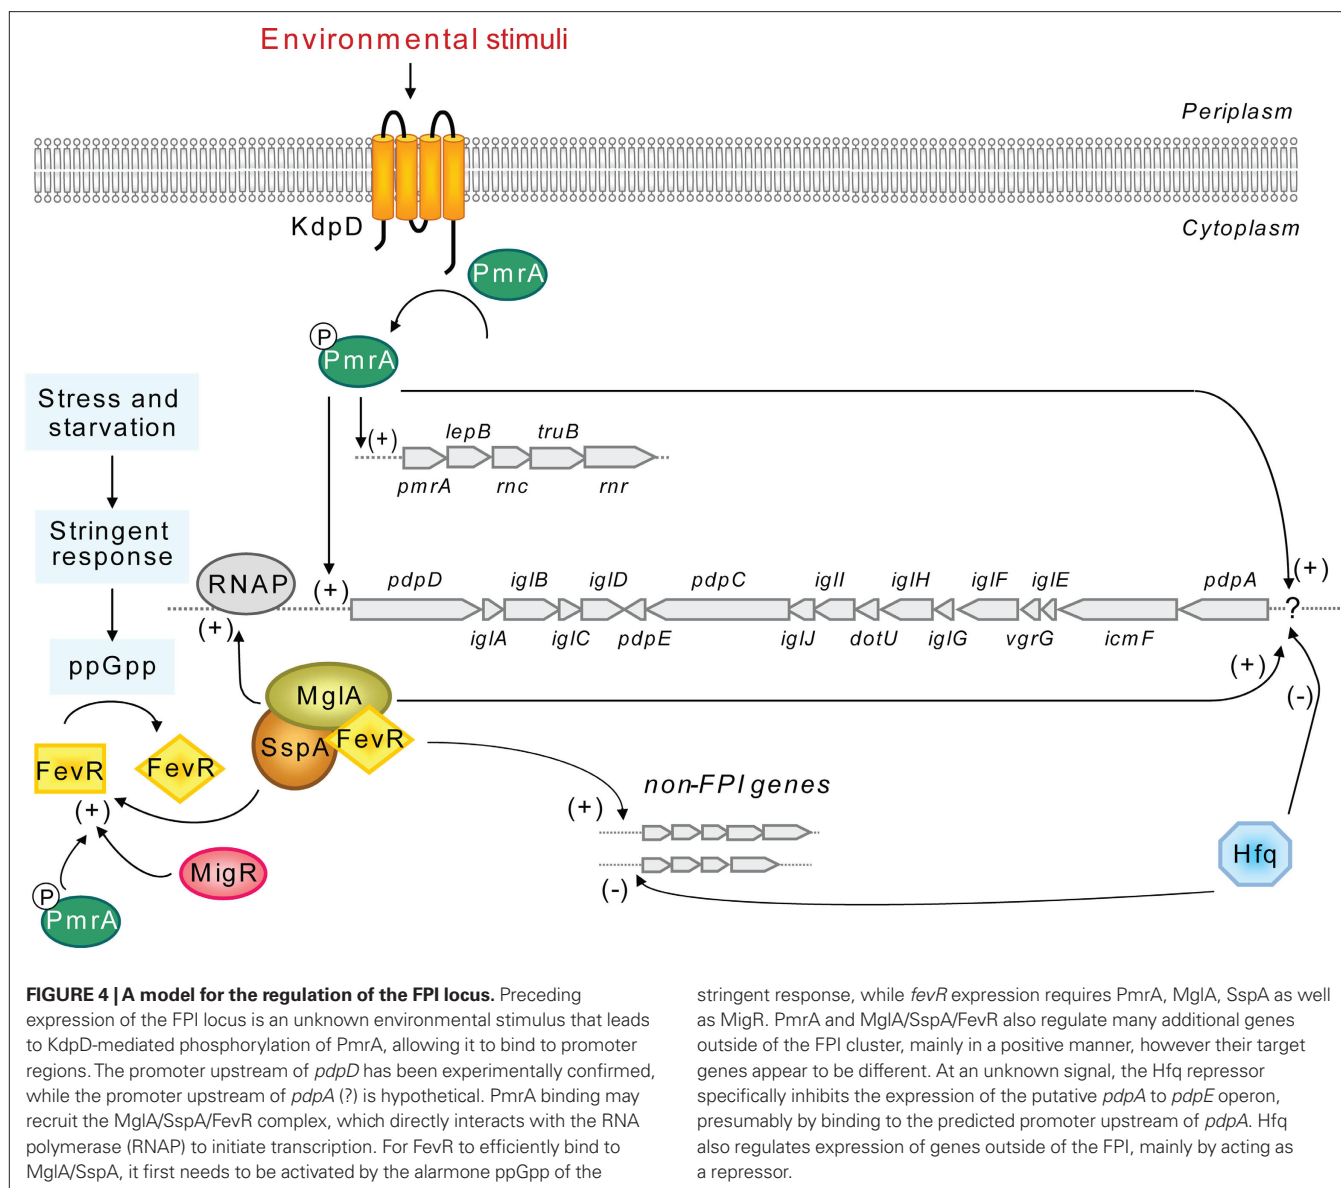 Environmental stimuli
Periplasm
KdpD
Cytoplasm
PmrA
P
PmrA
Stress and
starvation
(+)
lepB truB
pmrA rnc rnr
Stringent
response
RNAP
(+)
(+)
pdpD iglB iglD pdpC iglI iglH iglF iglE pdpA
(+)
?
iglA iglC pdpE iglJ dotU iglG vgrG icmF
ppGpp
(+)
(-)
MglA
SspA
FevR
FevR
FevR
(+)
non-FPI genes
(+)
(-)
Hfq
MigR
P
PmrA
FIGURE 4 | A model for the regulation of the FPI locus. Preceding
expression of the FPI locus is an unknown environmental stimulus that leads
to KdpD-mediated phosphorylation of PmrA, allowing it to bind to promoter
regions. The promoter upstream of pdpD has been experimentally confirmed,
while the promoter upstream of pdpA (?) is hypothetical. PmrA binding may
recruit the MglA/SspA/FevR complex, which directly interacts with the RNA
polymerase (RNAP) to initiate transcription. For FevR to efficiently bind to
MglA/SspA, it first needs to be activated by the alarmone ppGpp of the
stringent response, while fevR expression requires PmrA, MglA, SspA as well
as MigR. PmrA and MglA/SspA/FevR also regulate many additional genes
outside of the FPI cluster, mainly in a positive manner, however their target
genes appear to be different. At an unknown signal, the Hfq repressor
specifically inhibits the expression of the putative pdpA to pdpE operon,
presumably by binding to the predicted promoter upstream of pdpA. Hfq
also regulates expression of genes outside of the FPI, mainly by acting as
a repressor.